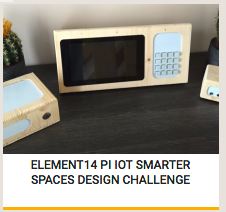 ELEMENT14 PI IOT SMARTER
SPACES DESIGN CHALLENGE